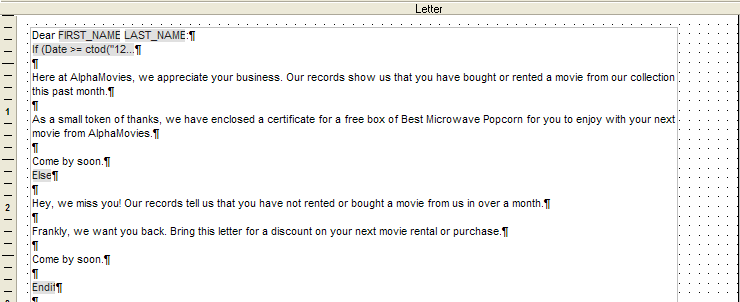 Letter
Dear FIRST_NAME LAST_NAME:¶
If (Date >= ctod("12...¶
¶
Here at AlphaMovies, we appreciate your business. Our records show us that you have bought or rented a movie from our collection
this past month.¶
¶
1
As a small token of thanks, we have enclosed a certificate for a free box of Best Microwave Popcorn for you to enjoy with your next
movie from AlphaMovies.¶
¶
Come by soon.¶
Else¶
¶
2
Hey, we miss you! Our records tell us that you have not rented or bought a movie from us in over a month.¶
¶
Frankly, we want you back. Bring this letter for a discount on your next movie rental or purchase.¶
¶
Come by soon.¶
¶
Endif¶
¶